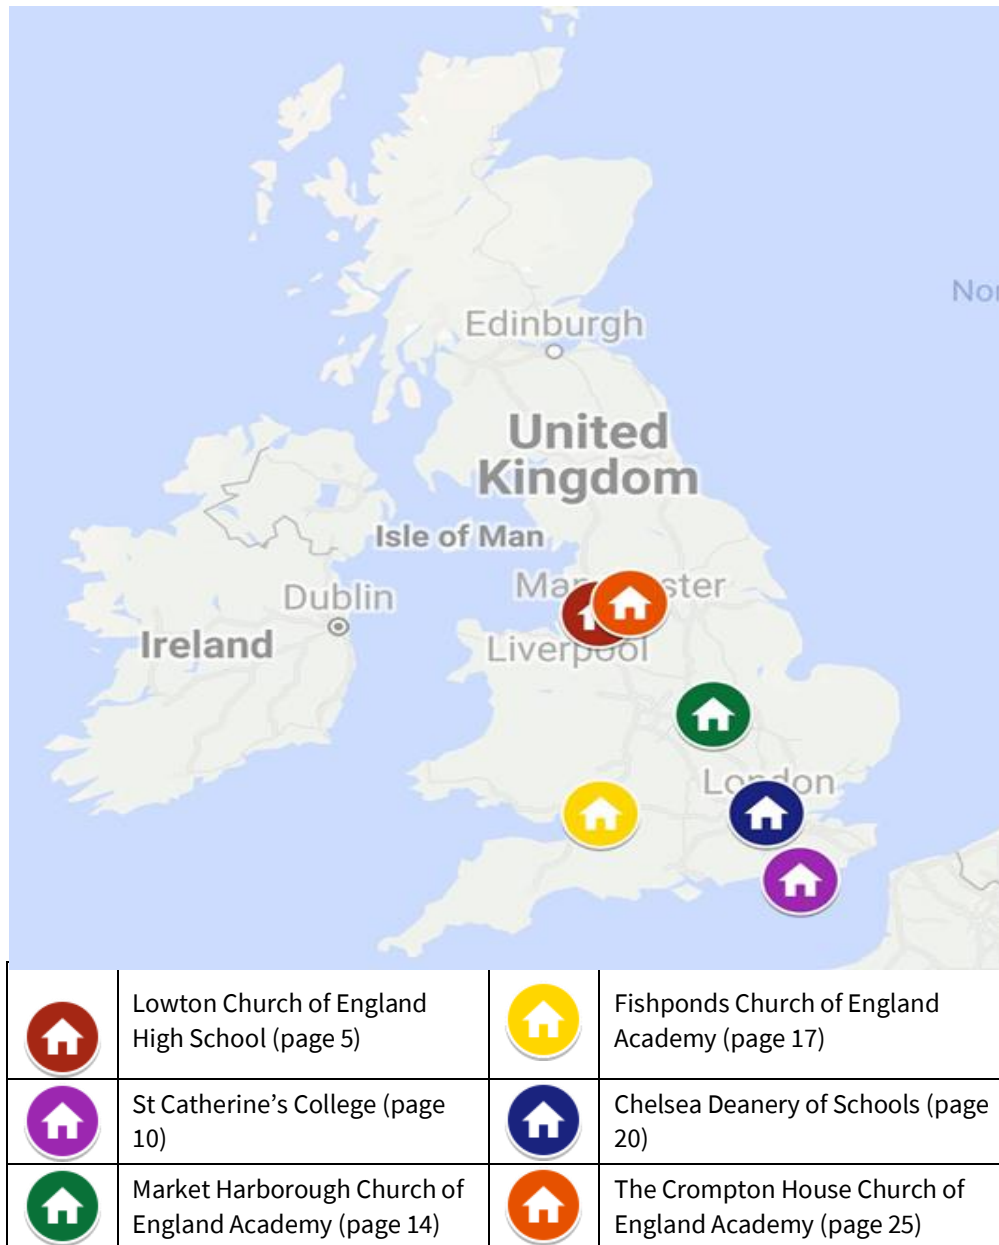 Nor
Edinburgh
United
Kingdom
Isle of Man
Dublin
Ireland
Liverpool
London
Lowton Church of England
High School (page 5)
Fishponds Church of England
Academy (page 17)
St Catherine’s College (page
10)
Chelsea Deanery of Schools (page
20)
Market Harborough Church of
England Academy (page 14)
The Crompton House Church of
England Academy (page 25)